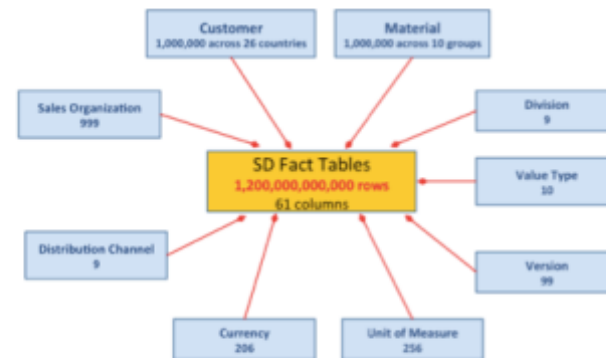 Customer
1,000,000 across 26 countries
Material
1,000,000 across 10 groups
Sales Organization
999
Division
9
SD Fact Tables
1,200,000,000,000 rows
61 columns
Value Type
10
Distribution Channel
9
Version
99
Currency
206
Unit of Measure
256